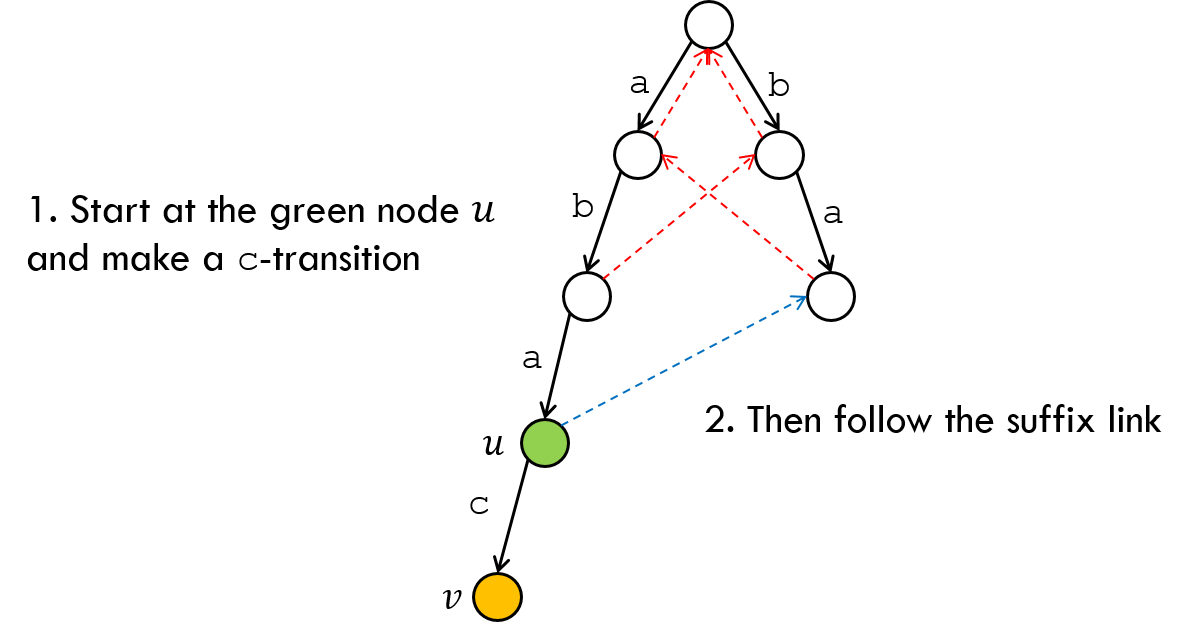 a
b
1. Start at the green node u
and make a c-transition
b
a
a
2. Then follow the suffix link
u
c
v